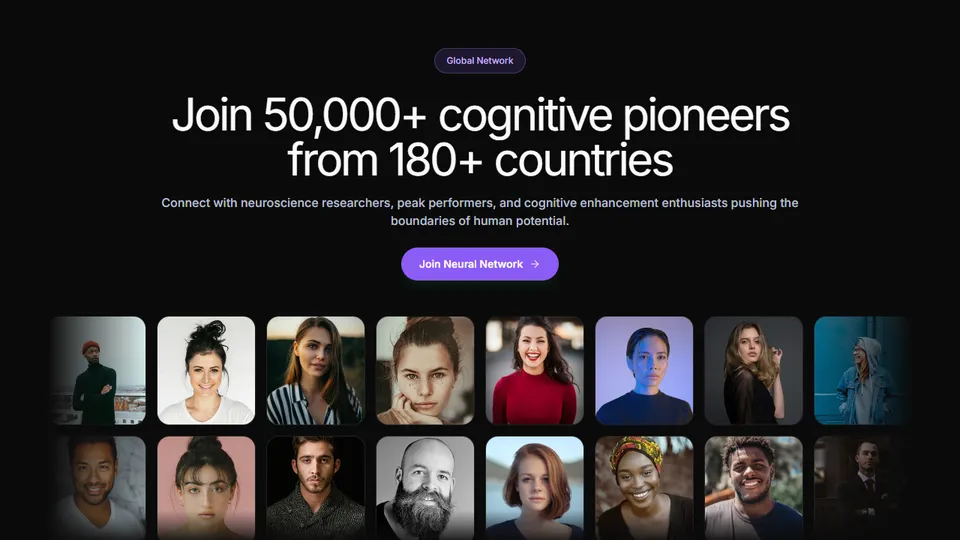 Global Network
Join 50,000+ cognitive pioneers
from 180+ countries
Connect with neuroscience researchers, peak performers, and cognitive enhancement enthusiasts pushing the
boundaries of human potential.
Join Neural Network →